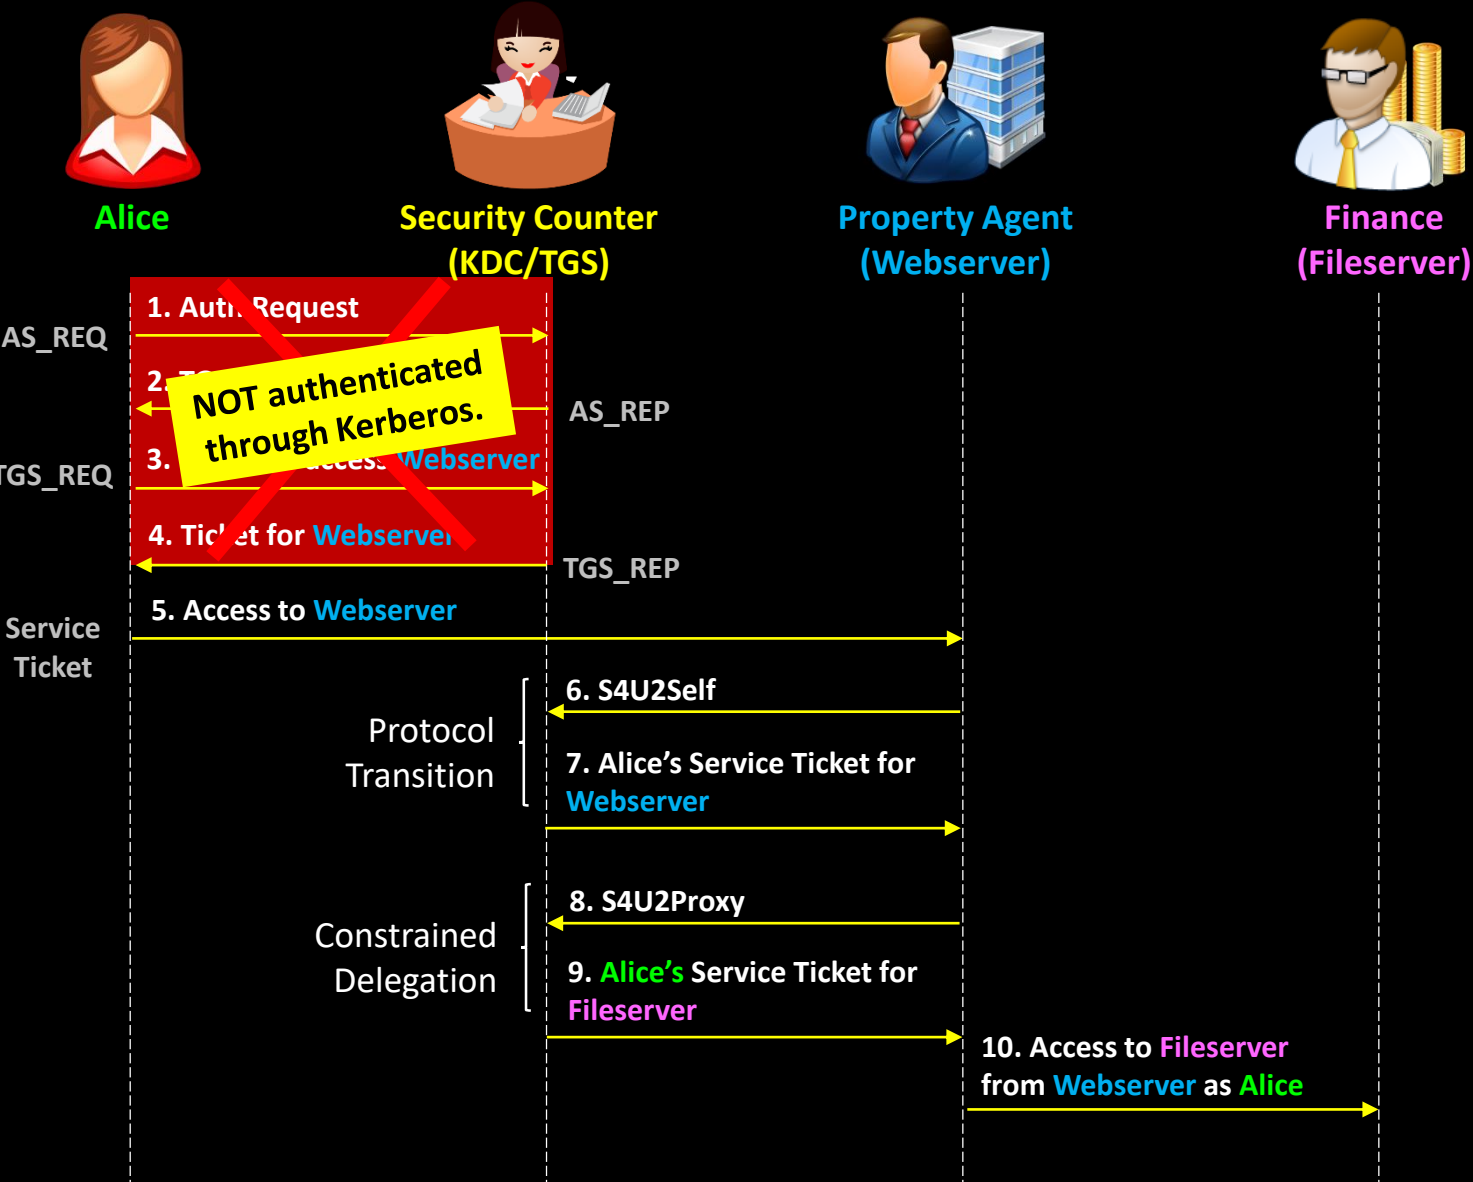 Alice
Security Counter
(KDC/TGS)
Property Agent
(Webserver)
Finance
(Fileserver)
1. Auth Request
AS_REQ
2.
NOT authenticated
through Kerberos.
AS_REP
3. access Webserver
TGS_REQ
4. Ticket for Webserver
TGS_REP
5. Access to Webserver
Service
Ticket
6. S4U2Self
Protocol
Transition
7. Alice's Service Ticket for
Webserver
8. S4U2Proxy
Constrained
Delegation
9. Alice's Service Ticket for
Fileserver
10. Access to Fileserver
from Webserver as Alice